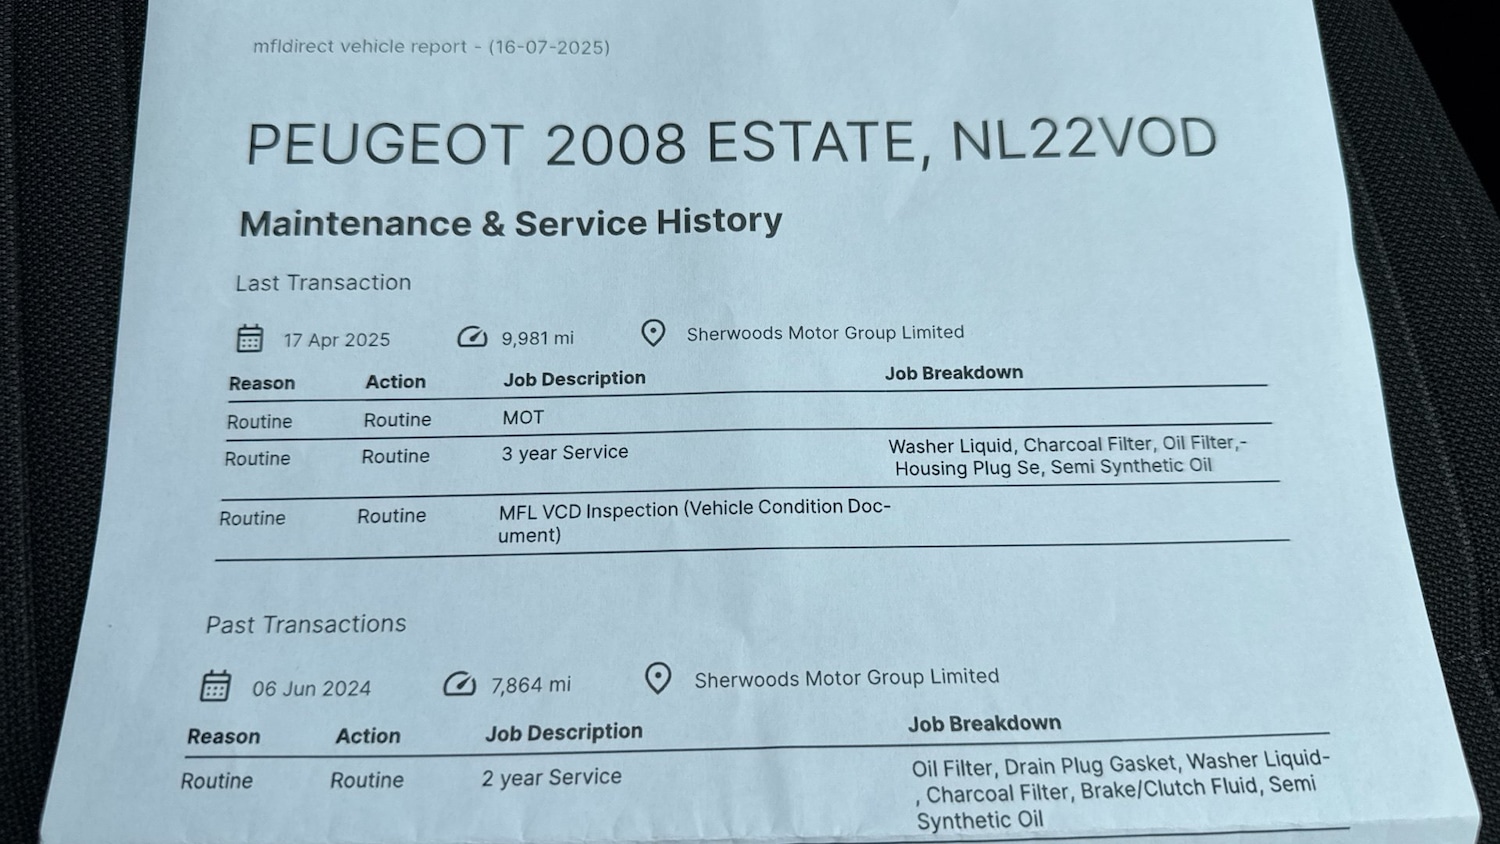 mfldirect vehicle report - (16-07-2025)
PEUGEOT 2008 ESTATE, NL22VOD
Maintenance & Service History
Last Transaction
17 Apr 2025 9,981 mi Sherwoods Motor Group Limited
Reason Action Job Description Job Breakdown
Routine Routine MOT
Routine Routine 3 year Service Washer Liquid, Charcoal Filter, Oil Filter,-
Housing Plug Se, Semi Synthetic Oil
Routine Routine MFL VCD Inspection (Vehicle Condition Doc-
ument)
Past Transactions
06 Jun 2024 7,864 mi Sherwoods Motor Group Limited
Reason Action Job Description Job Breakdown
Routine Routine 2 year Service Oil Filter, Drain Plug Gasket, Washer Liquid-
, Charcoal Filter, Brake/Clutch Fluid, Semi
Synthetic Oil